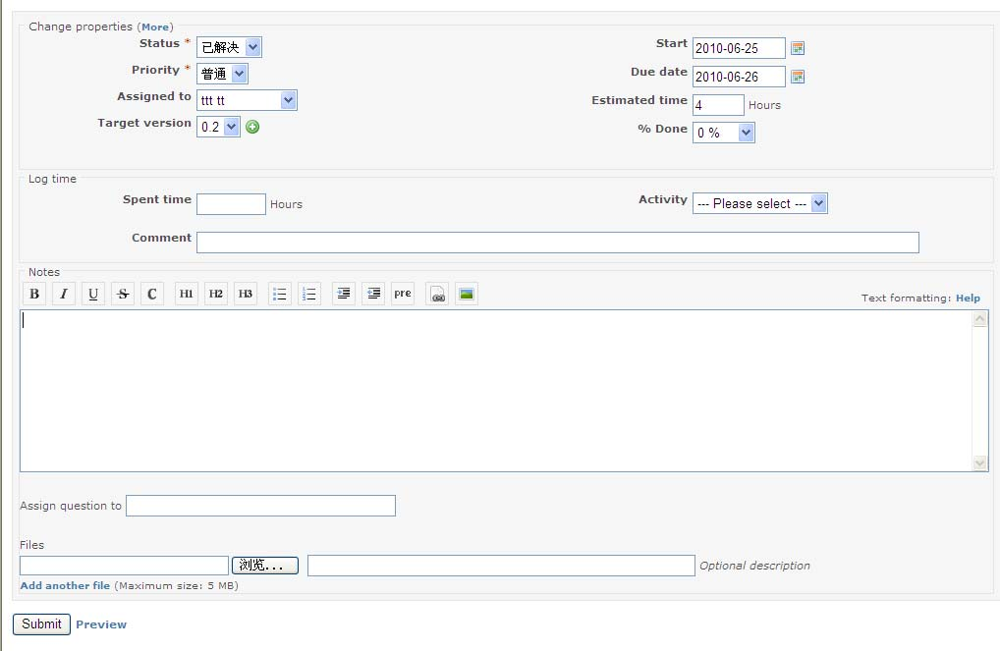 Change properties (More)
Status * 已解决 Start 2010-06-25
Priority * 普通 Due date 2010-06-26
Assigned to ttt tt Estimated time 4 Hours
Target version 0.2 % Done 0 %
Log time
Spent time Hours Activity --- Please select ---
Comment
Notes
B I U S C H1 H2 H3 pre Text formatting: Help
Assign question to
Files
浏览... Optional description
Add another file (Maximum size: 5 MB)
Submit Preview